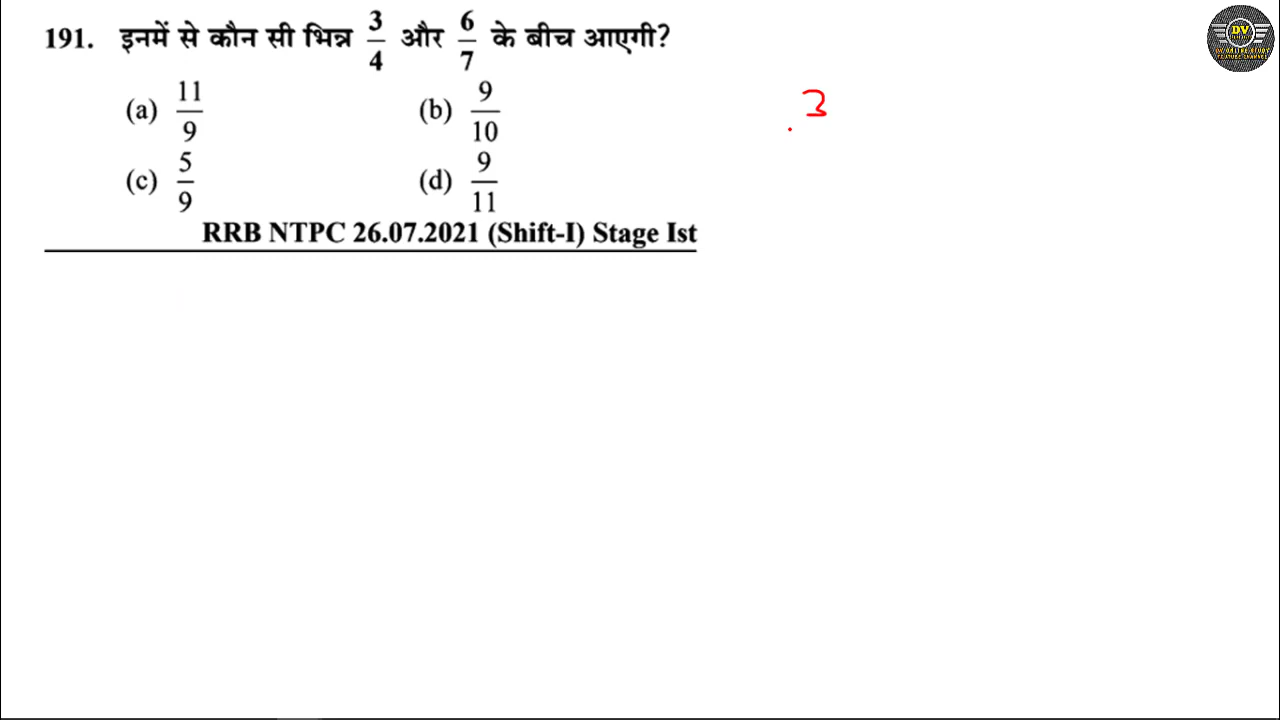 191. इनमें से कौन सी भिन्न 3/4 और 6/7 के बीच आएगी?
(a) 11/9 (b) 9/10
(c) 5/9 (d) 9/11
RRB NTPC 26.07.2021 (Shift-I) Stage Ist
3
DV